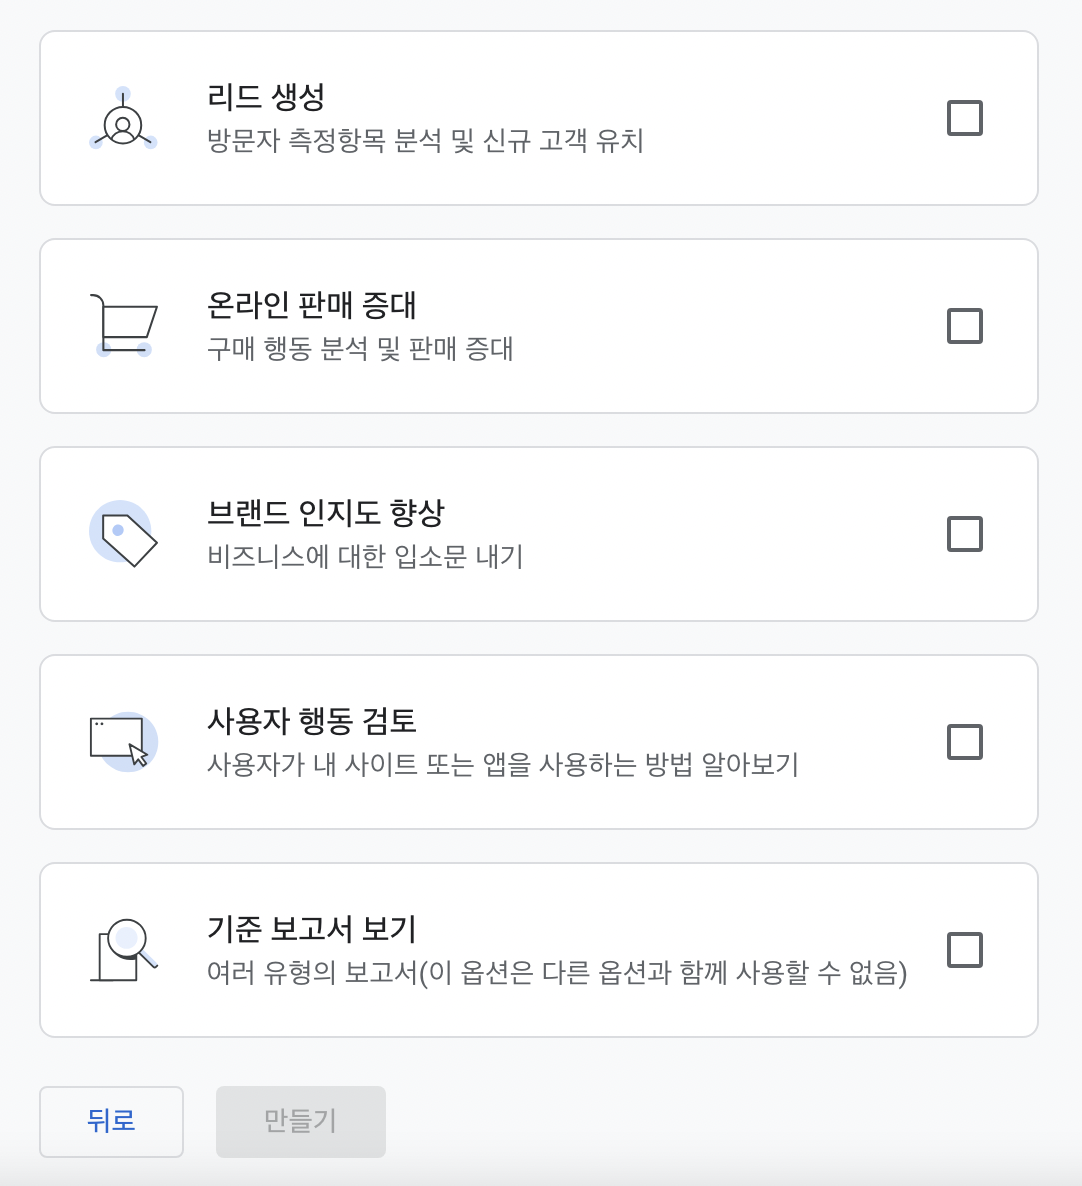 리드 생성
방문자 측정항목 분석 및 신규 고객 유치
온라인 판매 증대
구매 행동 분석 및 판매 증대
브랜드 인지도 향상
비즈니스에 대한 입소문 내기
사용자 행동 검토
사용자가 내 사이트 또는 앱을 사용하는 방법 알아보기
기준 보고서 보기
여러 유형의 보고서(이 옵션은 다른 옵션과 함께 사용할 수 없음)
뒤로
만들기